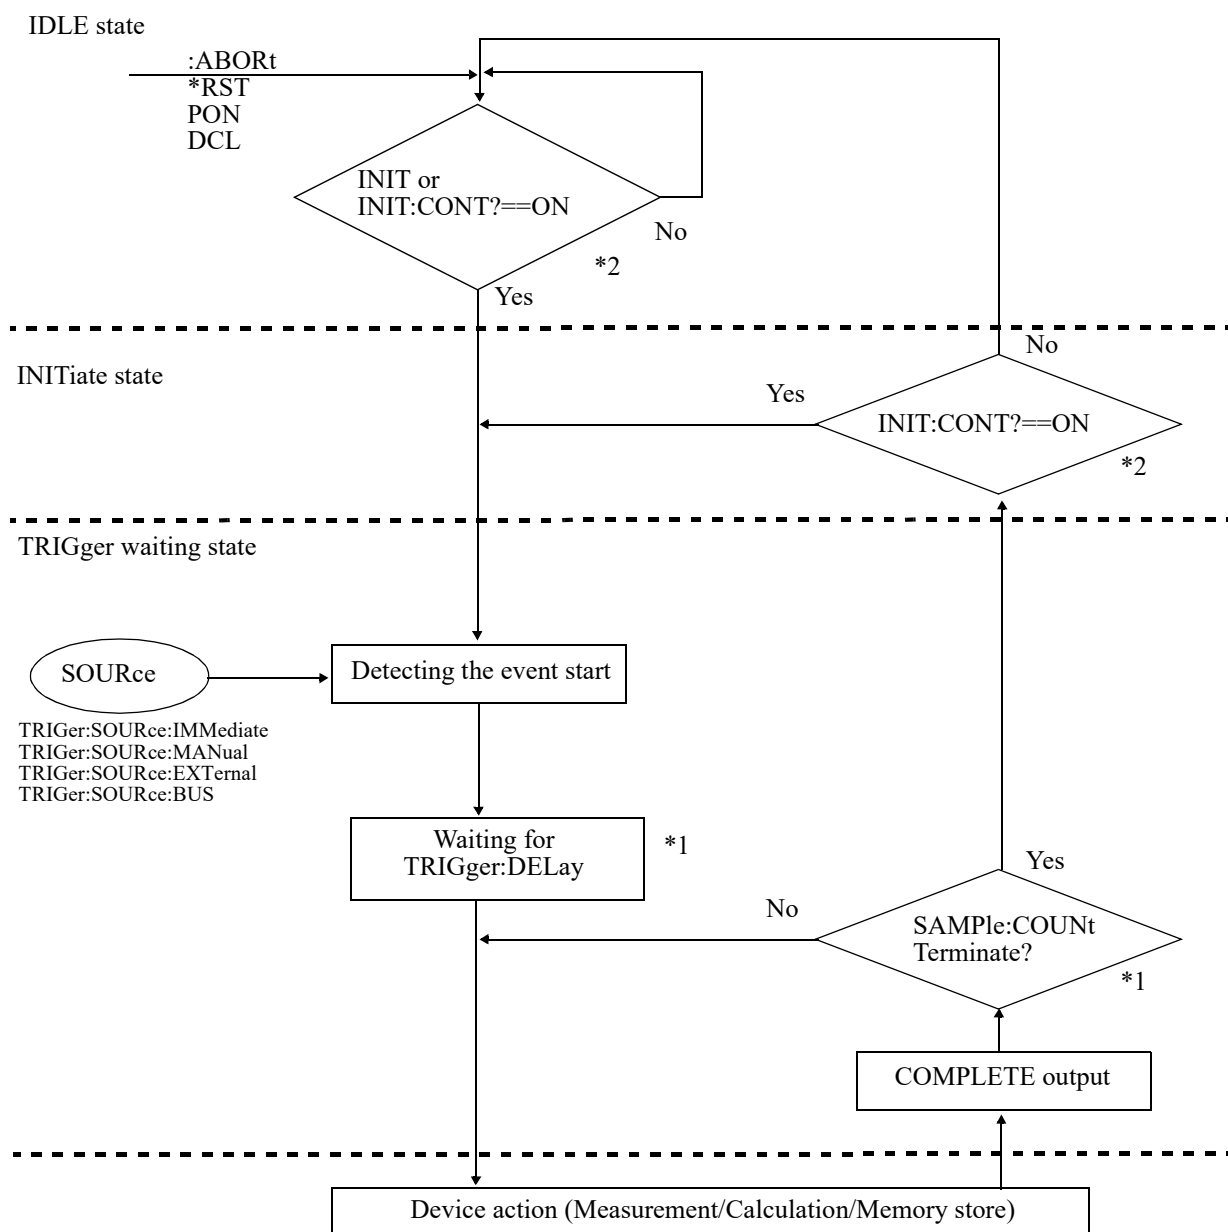 IDLE state
:ABORt
*RST
PON
DCL
INIT or
INIT:CONT?==ON
No
*2
Yes
No
INITiate state
Yes
INIT:CONT?==ON
*2
TRIGger waiting state
SOURce
Detecting the event start
TRIGer:SOURce:IMMediate
TRIGer:SOURce:MANual
TRIGer:SOURce:EXTernal
TRIGer:SOURce:BUS
Waiting for
TRIGger:DELay
*1
Yes
No
SAMPle:COUNt
Terminate?
*1
COMPLETE output
Device action (Measurement/Calculation/Memory store)